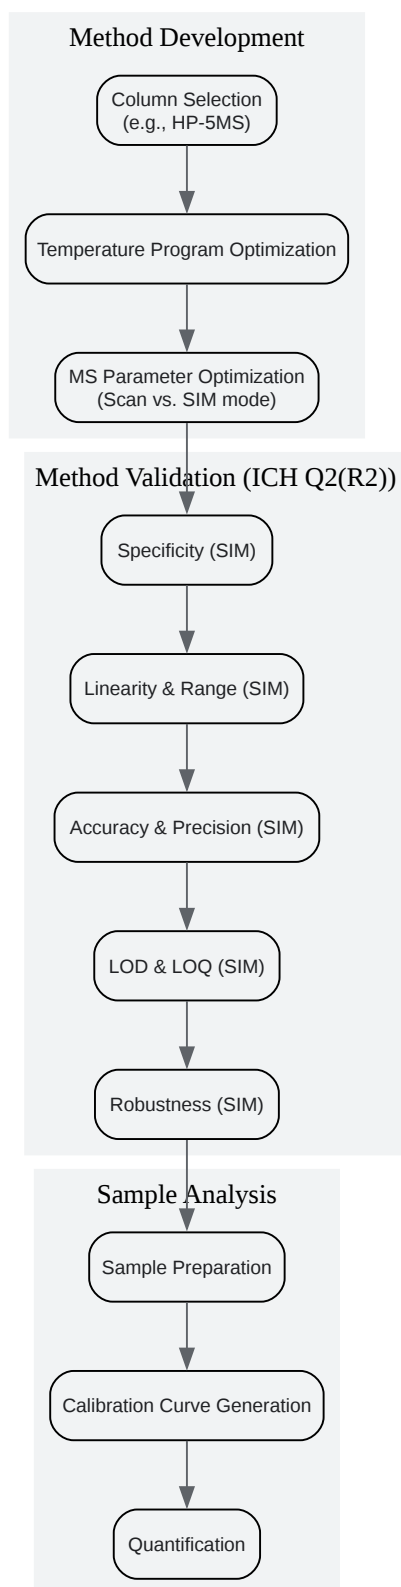 Method Development
Column Selection
(e.g., HP-5MS)
Temperature Program Optimization
MS Parameter Optimization
(Scan vs. SIM mode)
Method Validation (ICH Q2(R2))
Specificity (SIM)
Linearity & Range (SIM)
Accuracy & Precision (SIM)
LOD & LOQ (SIM)
Robustness (SIM)
Sample Analysis
Sample Preparation
Calibration Curve Generation
Quantification